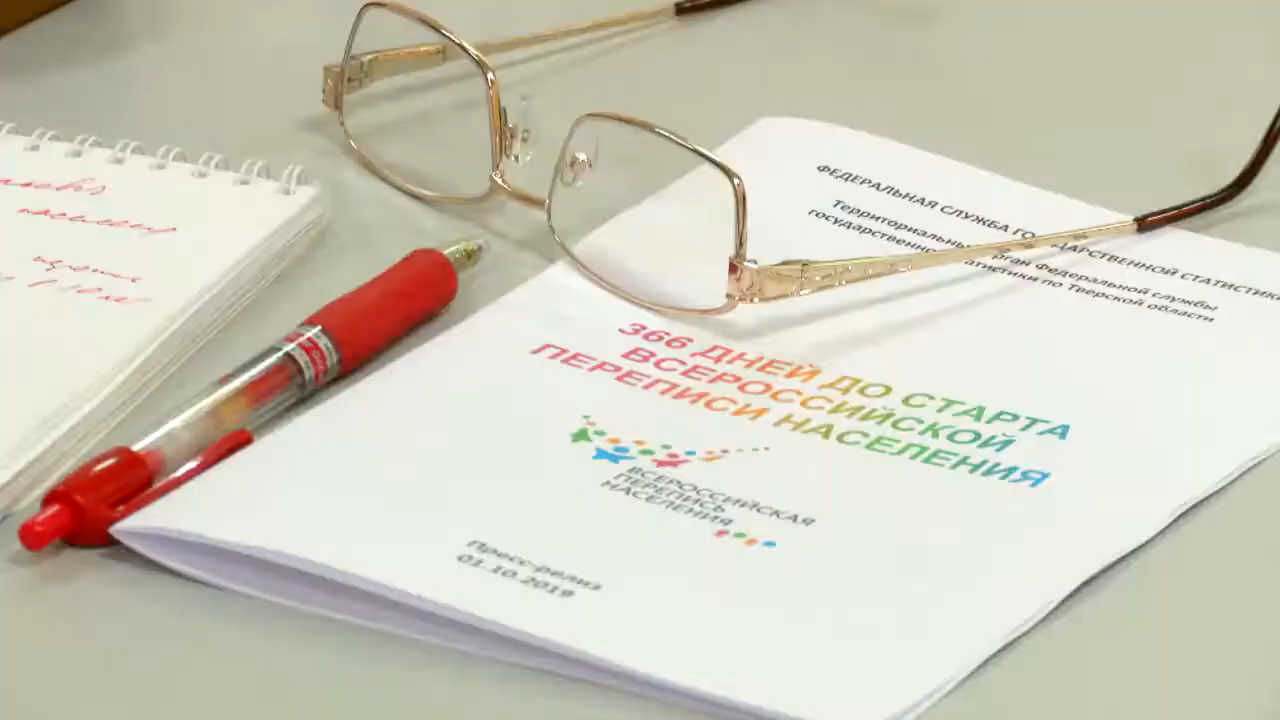 населения
ФЕДЕРАЛЬНАЯ СЛУЖБА ГОСУДАРСТВЕННОЙ СТАТИСТИКИ
Территориальный орган Федеральной службы
государственной статистики по Тверской области
366 ДНЕЙ ДО СТАРТА
ВСЕРОССИЙСКОЙ
ПЕРЕПИСИ НАСЕЛЕНИЯ
ВСЕРОССИЙСКАЯ
ПЕРЕПИСЬ
НАСЕЛЕНИЯ
Пресс-релиз
01.10.2019